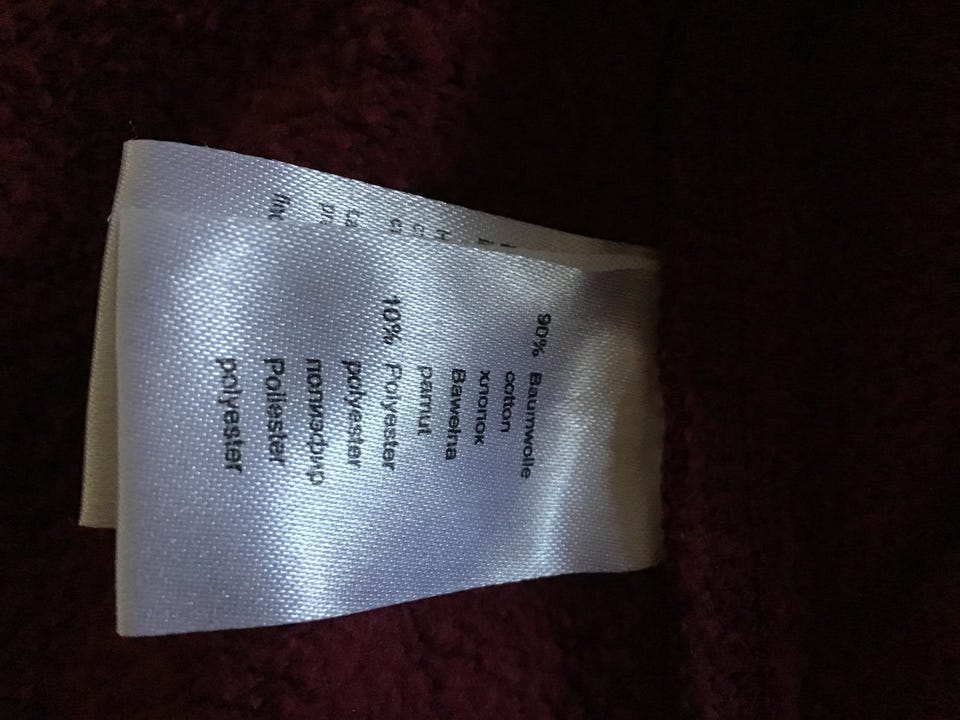 90% Baumwolle
cotton
хлопок
Bawełna
pamut
10% Polyester
polyester
полиэфир
Poliester
polyester